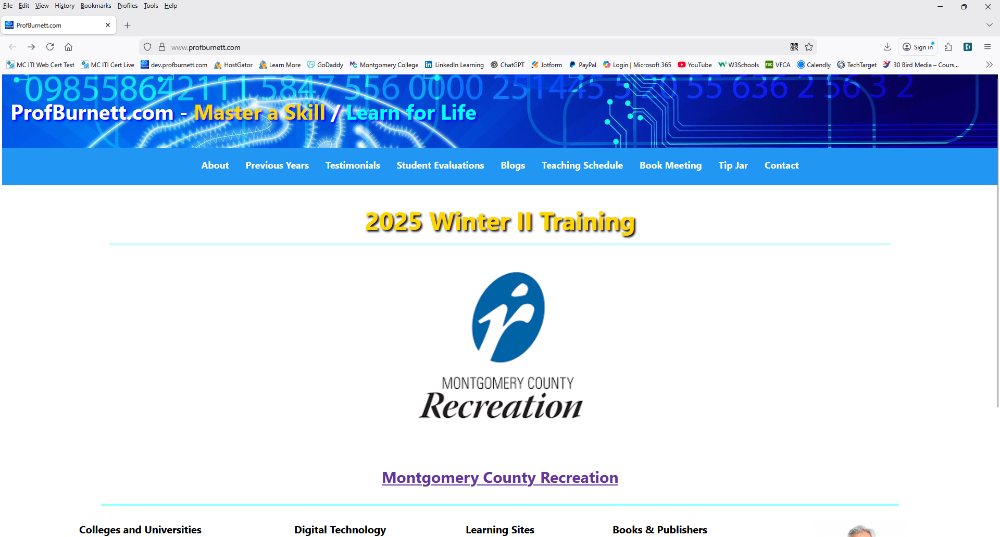 File Edit View History Bookmarks Profiles Tools Help
ProfBurnett.com
www.profburnett.com
Sign in
MC ITI Web Cert Test MC ITI Cert Live dev.profburnett.com HostGator Learn More GoDaddy Montgomery College LinkedIn Learning ChatGPT Jotform PayPal Login | Microsoft 365 YouTube W3Schools VFCA Calendly TechTarget 30 Bird Media – Cours...
098558642111 5847 556 0000 251445 5 20 55 636 2 56 3 2
ProfBurnett.com - Master a Skill / Learn for Life
About Previous Years Testimonials Student Evaluations Blogs Teaching Schedule Book Meeting Tip Jar Contact
2025 Winter II Training
MONTGOMERY COUNTY
Recreation
Montgomery County Recreation
Colleges and Universities Digital Technology Learning Sites Books & Publishers